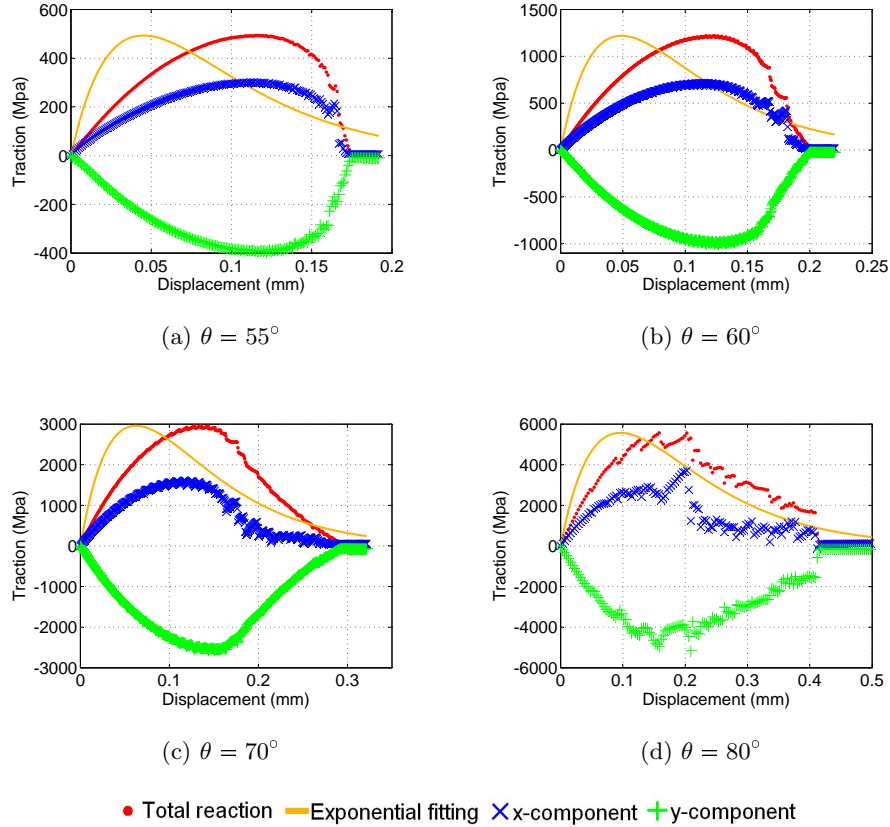 600
400
200
0
-200
-400
Traction (Mpa)
0
0.05
0.1
0.15
0.2
Displacement (mm)
(a) θ = 55°
1500
1000
500
0
-500
-1000
Traction (Mpa)
0
0.05
0.1
0.15
0.2
0.25
Displacement (mm)
(b) θ = 60°
3000
2000
1000
0
-1000
-2000
-3000
Traction (Mpa)
0
0.1
0.2
0.3
Displacement (mm)
(c) θ = 70°
6000
4000
2000
0
-2000
-4000
-6000
Traction (Mpa)
0
0.1
0.2
0.3
0.4
0.5
Displacement (mm)
(d) θ = 80°
Total reaction
Exponential fitting
x-component
y-component